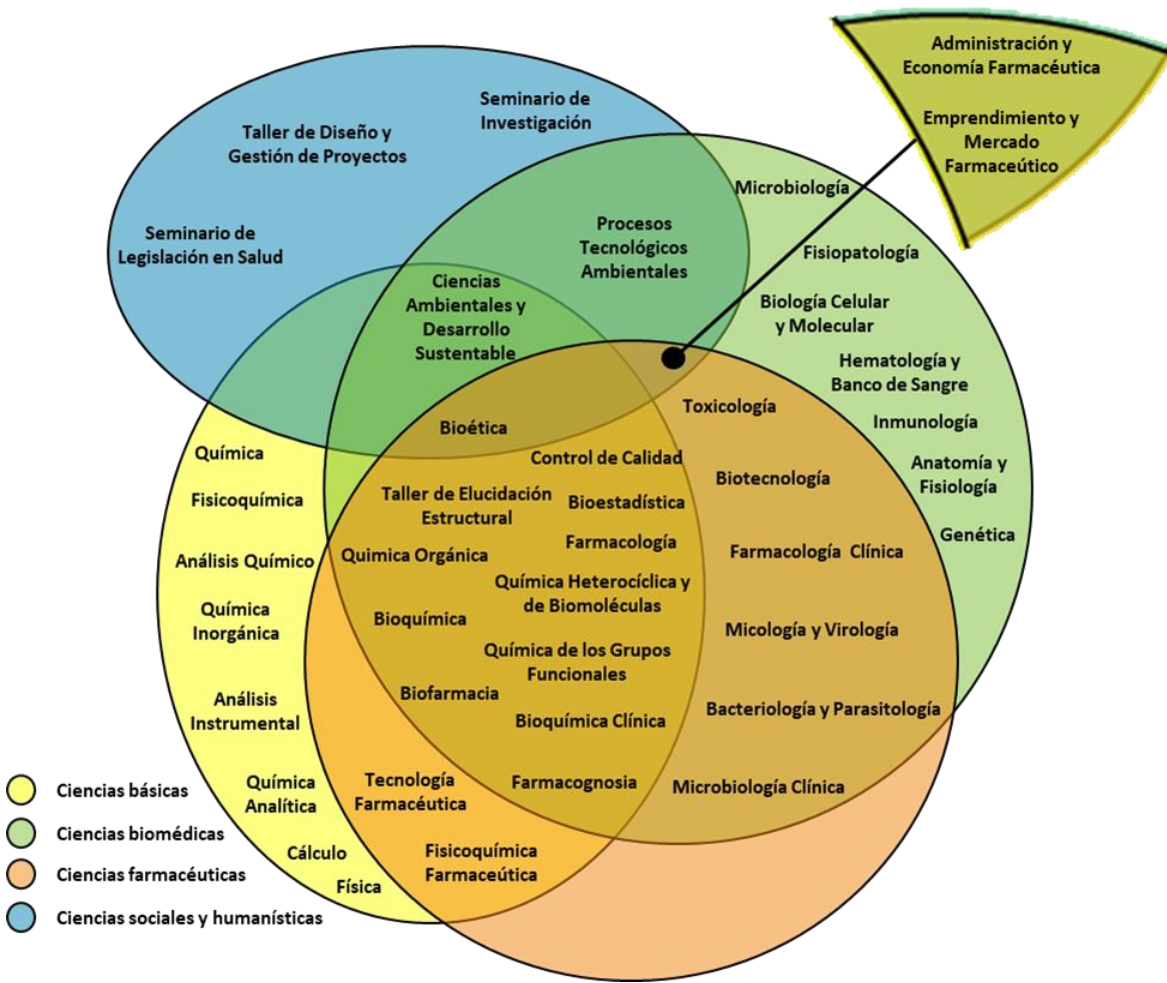 Administración y
Economía Farmacéutica
Emprendimiento y
Mercado
Farmaceútico
Seminario de
Investigación
Taller de Diseño y
Gestión de Proyectos
Seminario de
Legislación en Salud
Microbiología
Procesos
Tecnológicos
Ambientales
Fisiopatología
Ciencias
Ambientales y
Desarrollo
Sustentable
Biología Celular
y Molecular
Hematología y
Banco de Sangre
Inmunología
Anatomía y
Fisiología
Genética
Toxicología
Biotecnología
Farmacología Clínica
Micología y Virología
Bacteriología y Parasitología
Microbiología Clínica
Bioética
Control de Calidad
Taller de Elucidación
Estructural
Bioestadística
Farmacología
Quimica Orgánica
Química Heterocíclica y
de Biomoléculas
Bioquímica
Química de los Grupos
Funcionales
Biofarmacia
Bioquímica Clínica
Farmacognosia
Tecnología
Farmacéutica
Fisicoquímica
Farmaceútica
Química
Fisicoquímica
Análisis Químico
Química
Inorgánica
Análisis
Instrumental
Química
Analítica
Cálculo
Física
Ciencias básicas
Ciencias biomédicas
Ciencias farmacéuticas
Ciencias sociales y humanísticas